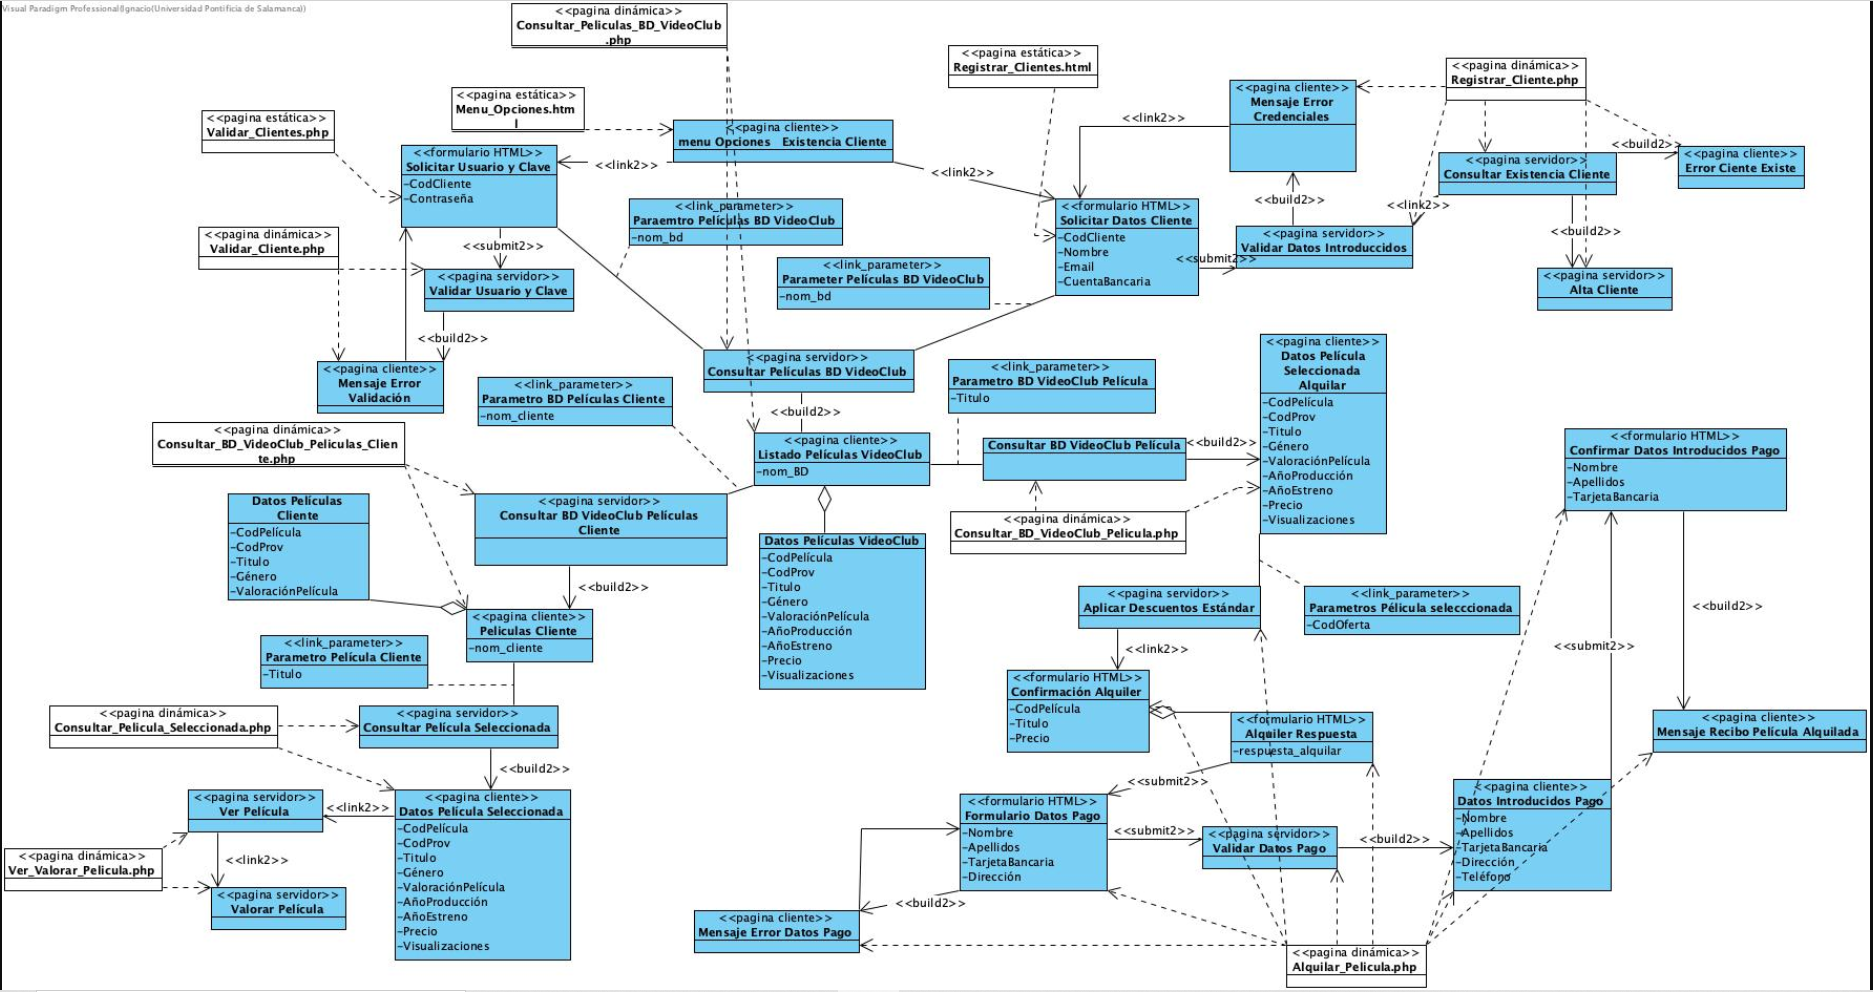 Visual Paradigm Professional(Ignacio(Universidad Pontificia de Salamanca))
<<pagina dinámica>>
Consultar_Peliculas_BD_VideoClub
.php
<<pagina estática>>
Registrar_Clientes.html
<<pagina dinámica>>
Registrar_Cliente.php
<<pagina estática>>
Menu_Opciones.htm
l
<<pagina cliente>>
Mensaje Error
Credenciales
<<pagina estática>>
Validar_Clientes.php
<<pagina cliente>>
menu Opciones Existencia Cliente
<<link2>>
<<build2>>
<<formulario HTML>>
Solicitar Usuario y Clave
-CodCliente
-Contraseña
<<link2>>
<<link2>>
<<pagina servidor>>
Consultar Existencia Cliente
<<pagina cliente>>
Error Ciente Existe
<<build2>>
<<link2>>
<<link_parameter>>
Paraemtro Películas BD VideoClub
-nom_bd
<<formulario HTML>>
Solicitar Datos Cliente
-CodCliente
-Nombre
-Email
-CuentaBancaria
<<pagina dinámica>>
Validar_Cliente.php
<<submit2>>
<<pagina servidor>>
Validar Datos Introduccidos
<<build2>>
<<submit2>>
<<pagina servidor>>
Validar Usuario y Clave
<<link_parameter>>
Parameter Películas BD VideoClub
-nom_bd
<<pagina servidor>>
Alta Cliente
<<build2>>
<<pagina cliente>>
Mensaje Error
Validación
<<pagina servidor>>
Consultar Películas BD VideoClub
<<pagina cliente>>
Datos Película
Seleccionada
Alquilar
-CodPelícula
-CodProv
-Titulo
-Género
-ValoraciónPelícula
-AñoProducción
-AñoEstreno
-Precio
-Visualizaciones
<<link_parameter>>
Parametro BD Películas Cliente
-nom_cliente
<<link_parameter>>
Parametro BD VideoClub Película
-Titulo
<<build2>>
<<pagina dinámica>>
Consultar_BD_VideoClub_Peliculas_Clien
te.php
<<pagina cliente>>
Listado Películas VideoClub
-nom_BD
Consultar BD VideoClub Película
<<build2>>
<<formulario HTML>>
Confirmar Datos Introducidos Pago
-Nombre
-Apellidos
-TarjetaBancaria
Datos Películas
Cliente
-CodPelícula
-CodProv
-Titulo
-Género
-ValoraciónPelícula
<<pagina servidor>>
Consultar BD VideoClub Películas
Cliente
<<pagina dinámica>>
Consultar_BD_VideoClub_Pelicula.php
Datos Películas VideoClub
-CodPelícula
-CodProv
-Titulo
-Género
-ValoraciónPelícula
-AñoProducción
-AñoEstreno
-Precio
-Visualizaciones
<<build2>>
<<pagina servidor>>
Aplicar Descuentos Estándar
<<link_parameter>>
Parametros Pélicula selecccionada
-CodOferta
<<build2>>
<<pagina cliente>>
Peliculas Cliente
-nom_cliente
<<link_parameter>>
Parametro Película Cliente
-Titulo
<<link2>>
<<submit2>>
<<formulario HTML>>
Confirmación Alquiler
-CodPelícula
-Titulo
-Precio
<<pagina dinámica>>
Consultar_Pelicula_Seleccionada.php
<<pagina servidor>>
Consultar Película Seleccionada
<<formulario HTML>>
Alquiler Respuesta
-respuesta_alquilar
<<pagina cliente>>
Mensaje Recibo Película Alquilada
<<build2>>
<<submit2>>
<<pagina servidor>>
Ver Película
<<link2>>
<<pagina cliente>>
Datos Película Seleccionada
-CodPelícula
-CodProv
-Titulo
-Género
-ValoraciónPelícula
-AñoProducción
-AñoEstreno
-Precio
-Visualizaciones
<<formulario HTML>>
Formulario Datos Pago
-Nombre
-Apellidos
-TarjetaBancaria
-Dirección
<<submit2>>
<<pagina servidor>>
Validar Datos Pago
<<build2>>
<<pagina cliente>>
Datos Introducidos Pago
-Nombre
-Apellidos
-TarjetaBancaria
-Dirección
-Teléfono
<<pagina dinámica>>
Ver_Valorar_Pelicula.php
<<link2>>
<<pagina servidor>>
Valorar Película
<<build2>>
<<pagina cliente>>
Mensaje Error Datos Pago
<<pagina dinámica>>
Alquilar_Pelicula.php